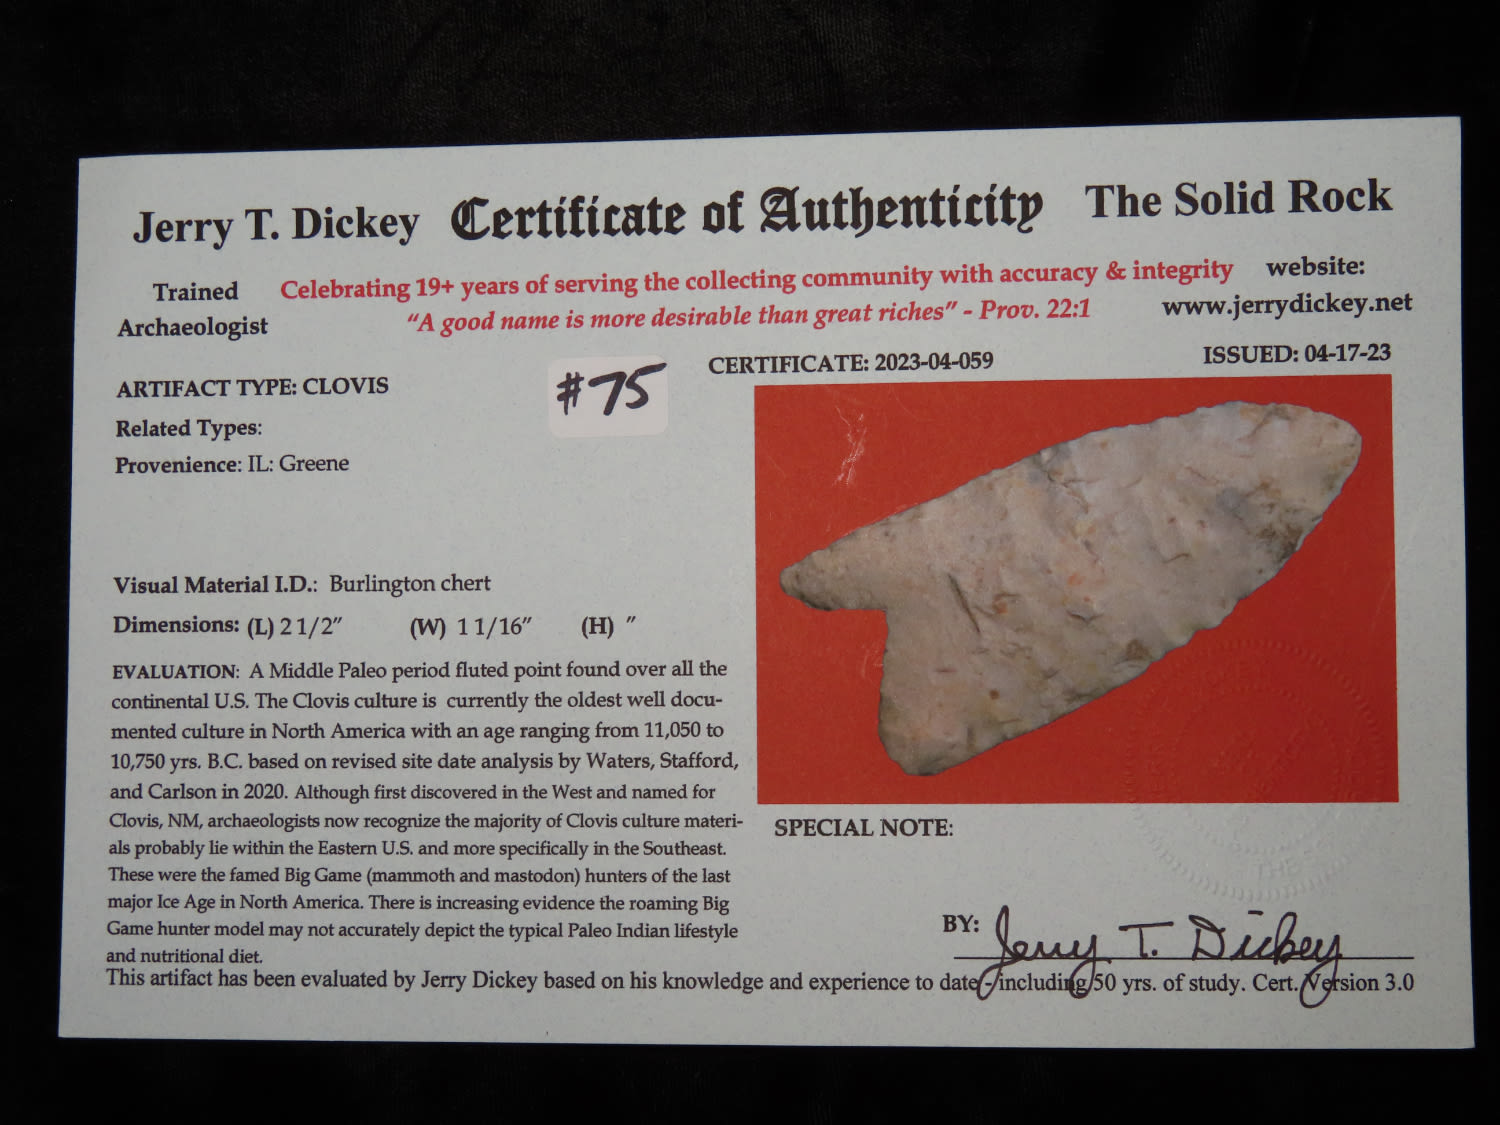 Jerry T. Dickey Certificate of Authenticity The Solid Rock
Trained Archaeologist
Celebrating 19+ years of serving the collecting community with accuracy & integrity
"A good name is more desirable than great riches" - Prov. 22:1
website:
www.jerrydickey.net
ARTIFACT TYPE: CLOVIS
#75
CERTIFICATE: 2023-04-059
ISSUED: 04-17-23
Related Types:
Provenience: IL: Greene
Visual Material I.D.: Burlington chert
Dimensions: (L) 2 1/2" (W) 1 1/16" (H) "
EVALUATION: A Middle Paleo period fluted point found over all the
continental U.S. The Clovis culture is currently the oldest well docu-
mented culture in North America with an age ranging from 11,050 to
10,750 yrs. B.C. based on revised site date analysis by Waters, Stafford,
and Carlson in 2020. Although first discovered in the West and named for
Clovis, NM, archaeologists now recognize the majority of Clovis culture materi-
als probably lie within the Eastern U.S. and more specifically in the Southeast.
These were the famed Big Game (mammoth and mastodon) hunters of the last
major Ice Age in North America. There is increasing evidence the roaming Big
Game hunter model may not accurately depict the typical Paleo Indian lifestyle
and nutritional diet.
SPECIAL NOTE:
BY: Jerry T. Dickey
This artifact has been evaluated by Jerry Dickey based on his knowledge and experience to date - including 50 yrs. of study. Cert. Version 3.0